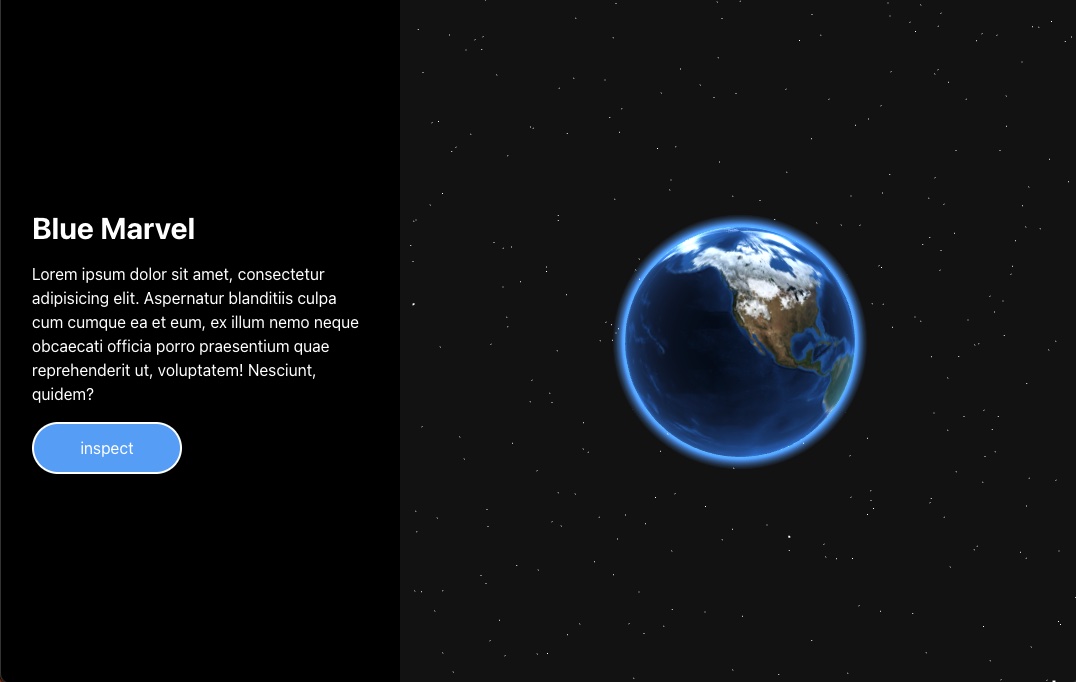 Blue Marvel
Lorem ipsum dolor sit amet, consectetur
adipisicing elit. Aspernatur blanditiis culpa
cum cumque ea et eum, ex illum nemo neque
obcaecati officia porro praesentium quae
reprehenderit ut, voluptatem! Nesciunt,
quidem?
inspect